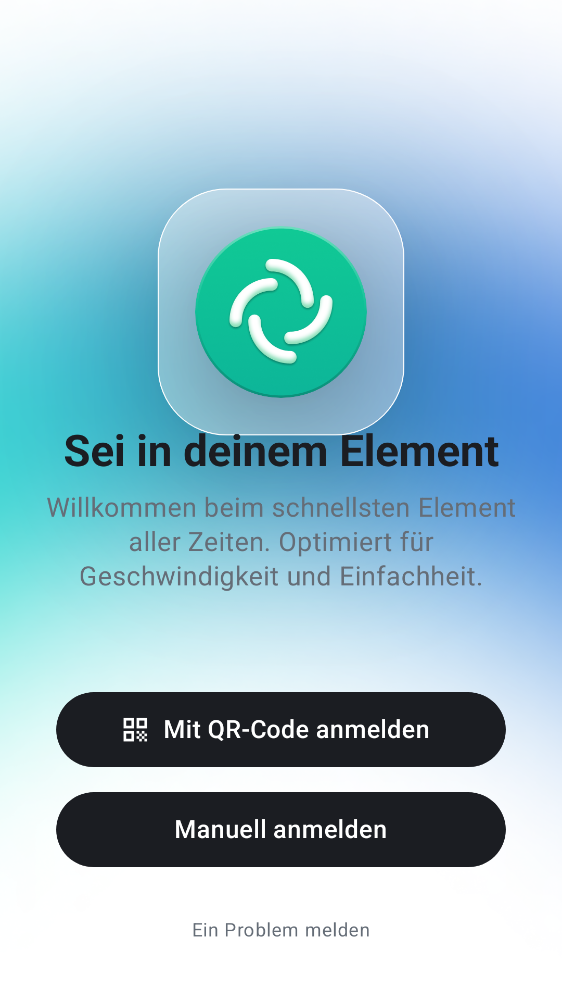 Sei in deinem Element
Willkommen beim schnellsten Element
aller Zeiten. Optimiert für
Geschwindigkeit und Einfachheit.
Mit QR-Code anmelden
Manuell anmelden
Ein Problem melden